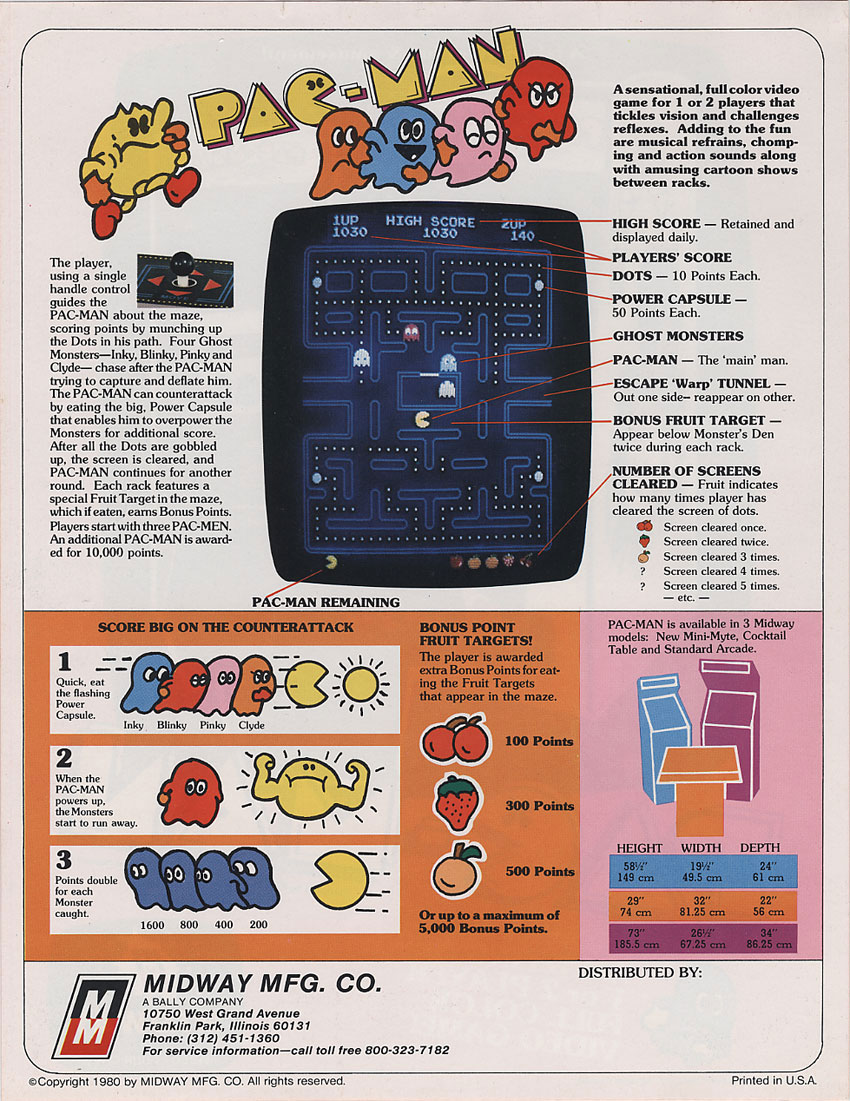 PAC-MAN
A sensational, full color video
game for 1 or 2 players that
tickles vision and challenges
reflexes. Adding to the fun
are musical refrains, chomp-
ing and action sounds along
with amusing cartoon shows
between racks.
The player,
using a single
handle control
guides the
PAC-MAN about the maze,
scoring points by munching up
the Dots in his path. Four Ghost
Monsters—Inky, Blinky, Pinky and
Clyde— chase after the PAC-MAN
trying to capture and deflate him.
The PAC-MAN can counterattack
by eating the big, Power Capsule
that enables him to overpower the
Monsters for additional score.
After all the Dots are gobbled
up, the screen is cleared, and
PAC-MAN continues for another
round. Each rack features a
special Fruit Target in the maze,
which if eaten, earns Bonus Points.
Players start with three PAC-MEN.
An additional PAC-MAN is award-
ed for 10,000 points.
MOVE
1UP HIGH SCORE 2UP
1030 1030 140
HIGH SCORE — Retained and
displayed daily.
PLAYERS' SCORE
DOTS — 10 Points Each.
POWER CAPSULE —
50 Points Each.
GHOST MONSTERS
PAC-MAN — The 'main' man.
ESCAPE 'Warp' TUNNEL —
Out one side– reappear on other.
BONUS FRUIT TARGET —
Appear below Monster's Den
twice during each rack.
NUMBER OF SCREENS
CLEARED — Fruit indicates
how many times player has
cleared the screen of dots.
Screen cleared once.
Screen cleared twice.
Screen cleared 3 times.
? Screen cleared 4 times.
? Screen cleared 5 times.
— etc. —
PAC-MAN REMAINING
SCORE BIG ON THE COUNTERATTACK
1
Quick, eat
the flashing
Power
Capsule.
Inky Blinky Pinky Clyde
2
When the
PAC-MAN
powers up,
the Monsters
start to run away.
3
Points double
for each
Monster
caught.
1600 800 400 200
BONUS POINT
FRUIT TARGETS!
The player is awarded
extra Bonus Points for eat-
ing the Fruit Targets
that appear in the maze.
100 Points
300 Points
500 Points
Or up to a maximum of
5,000 Bonus Points.
PAC-MAN is available in 3 Midway
models: New Mini-Myte, Cocktail
Table and Standard Arcade.
HEIGHT WIDTH DEPTH
58½" 19½" 24"
149 cm 49.5 cm 61 cm
29" 32" 22"
74 cm 81.25 cm 56 cm
73" 26½" 34"
185.5 cm 67.25 cm 86.25 cm
DISTRIBUTED BY:
MM
MIDWAY MFG. CO.
A BALLY COMPANY
10750 West Grand Avenue
Franklin Park, Illinois 60131
Phone: (312) 451-1360
For service information—call toll free 800-323-7182
©Copyright 1980 by MIDWAY MFG. CO. All rights reserved.
Printed in U.S.A.